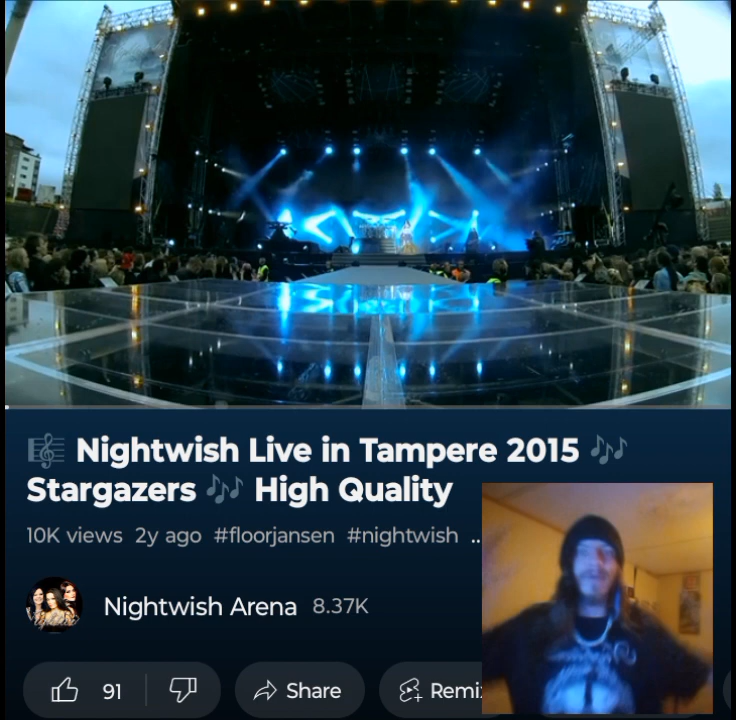 Nightwish Live in Tampere 2015
Stargazers 🎶 High Quality
10K views 2y ago #floorjansen #nightwish ..
Nightwish Arena 8.37K
91 Share Remi